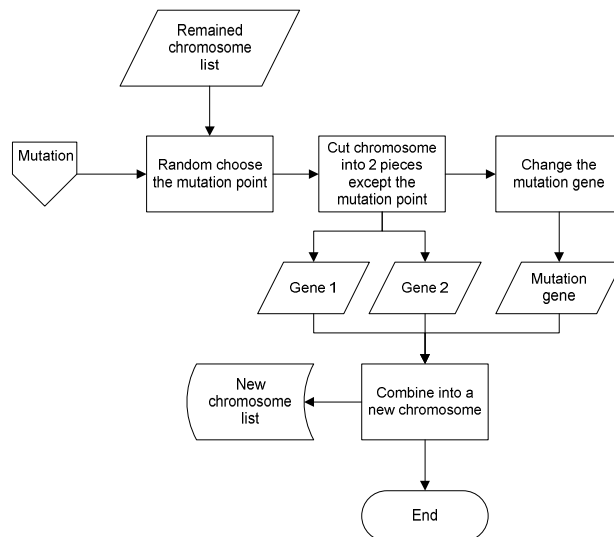 Remained
chromosome
list
Mutation
Random choose
the mutation point
Cut chromosome
into 2 pieces
except the
mutation point
Change the
mutation gene
Gene 1
Gene 2
Mutation
gene
New
chromosome
list
Combine into a
new chromosome
End